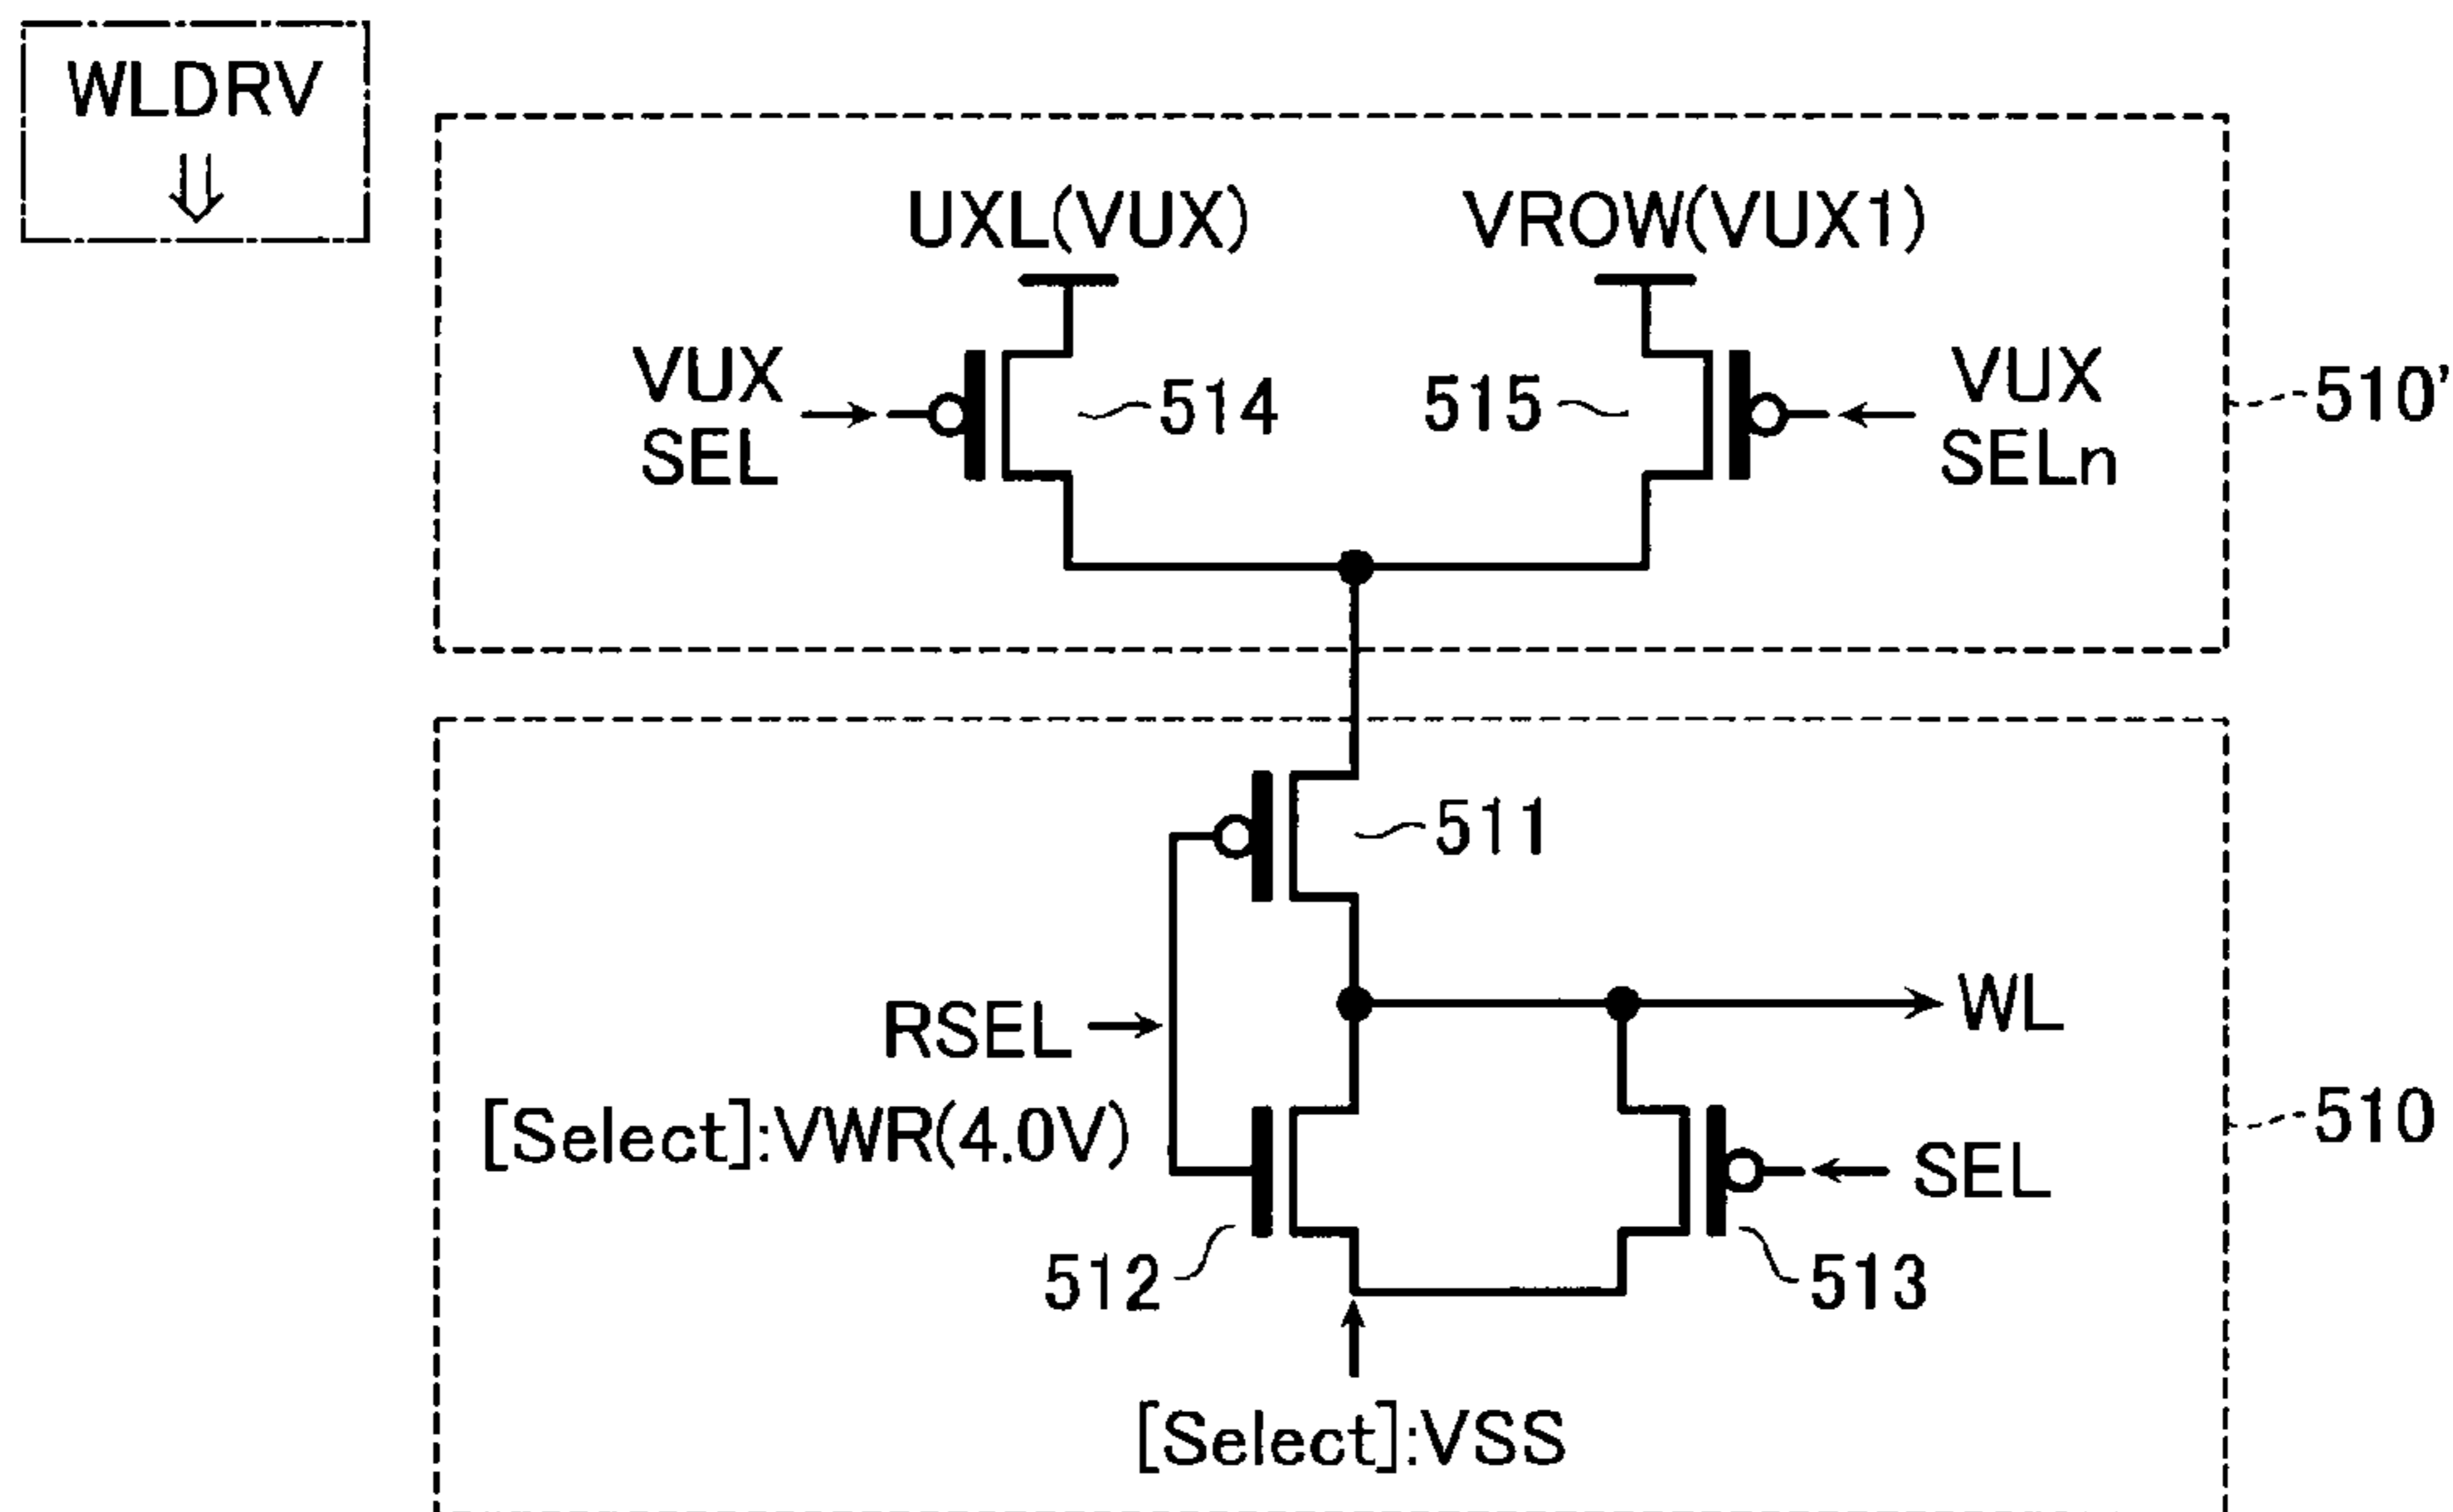 WLDRV
UXL(VUX)
VROW(VUX1)
VUX
SEL
514
515
VUX
SELn
510'
511
RSEL
WL
[Select]:VWR(4.0V)
510
SEL
512
513
[Select]:VSS